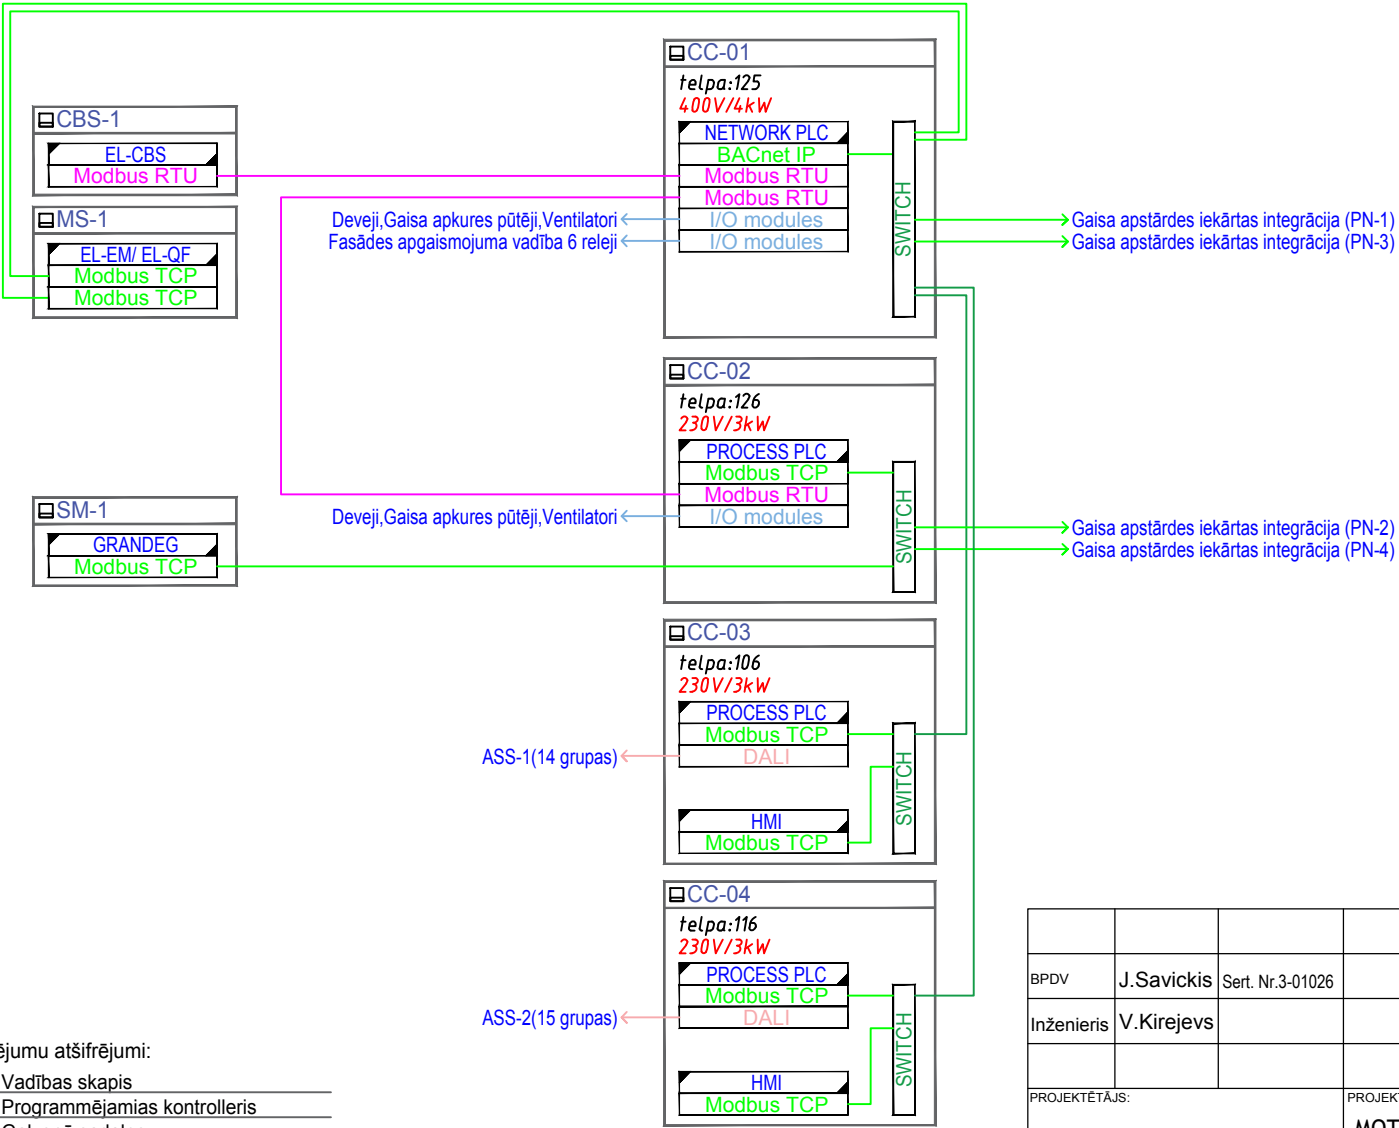 CC-01
telpa:125
400V/4kW
NETWORK PLC
BACnet IP
Modbus RTU
Modbus RTU
I/O modules
I/O modules
SWITCH
CBS-1
EL-CBS
Modbus RTU
MS-1
EL-EM/ EL-QF
Modbus TCP
Modbus TCP
Deveji,Gaisa apkures pūtēji,Ventilatori
Fasādes apgaismojuma vadība 6 releji
Gaisa apstārdes iekārtas integrācija (PN-1)
Gaisa apstārdes iekārtas integrācija (PN-3)
CC-02
telpa:126
230V/3kW
PROCESS PLC
Modbus TCP
Modbus RTU
I/O modules
SWITCH
SM-1
GRANDEG
Modbus TCP
Deveji,Gaisa apkures pūtēji,Ventilatori
Gaisa apstārdes iekārtas integrācija (PN-2)
Gaisa apstārdes iekārtas integrācija (PN-4)
CC-03
telpa:106
230V/3kW
PROCESS PLC
Modbus TCP
DALI
SWITCH
ASS-1(14 grupas)
HMI
Modbus TCP
CC-04
telpa:116
230V/3kW
PROCESS PLC
Modbus TCP
DALI
SWITCH
ASS-2(15 grupas)
HMI
Modbus TCP
ējumu atšifrējumi:
Vadības skapis
Programmējamias kontrolleris
BPDV J.Savickis Sert. Nr.3-01026
Inženieris V.Kirejevs
PROJEKTĒTĀJS: